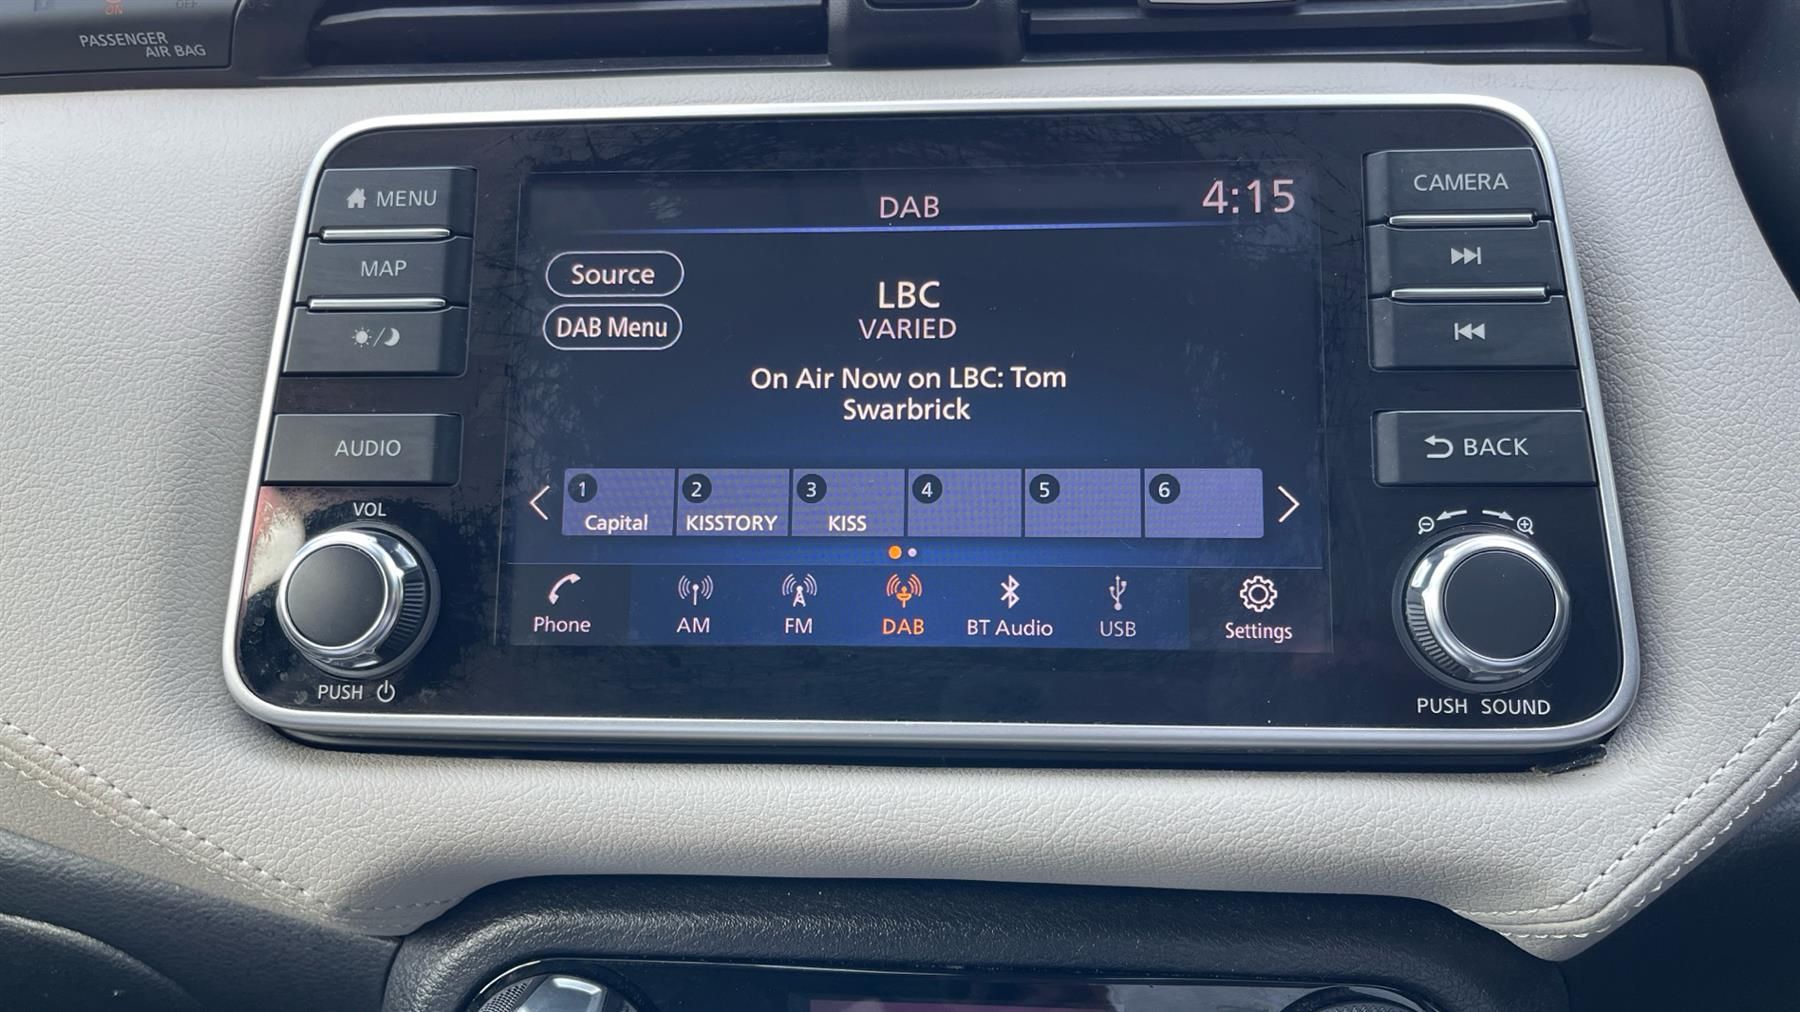 ON
OFF
PASSENGER
AIR BAG
MENU
MAP
AUDIO
VOL
PUSH
DAB
4:15
Source
DAB Menu
LBC
VARIED
On Air Now on LBC: Tom
Swarbrick
1 2 3 4 5 6
Capital KISSTORY KISS
Phone AM FM DAB BT Audio USB Settings
CAMERA
BACK
PUSH SOUND